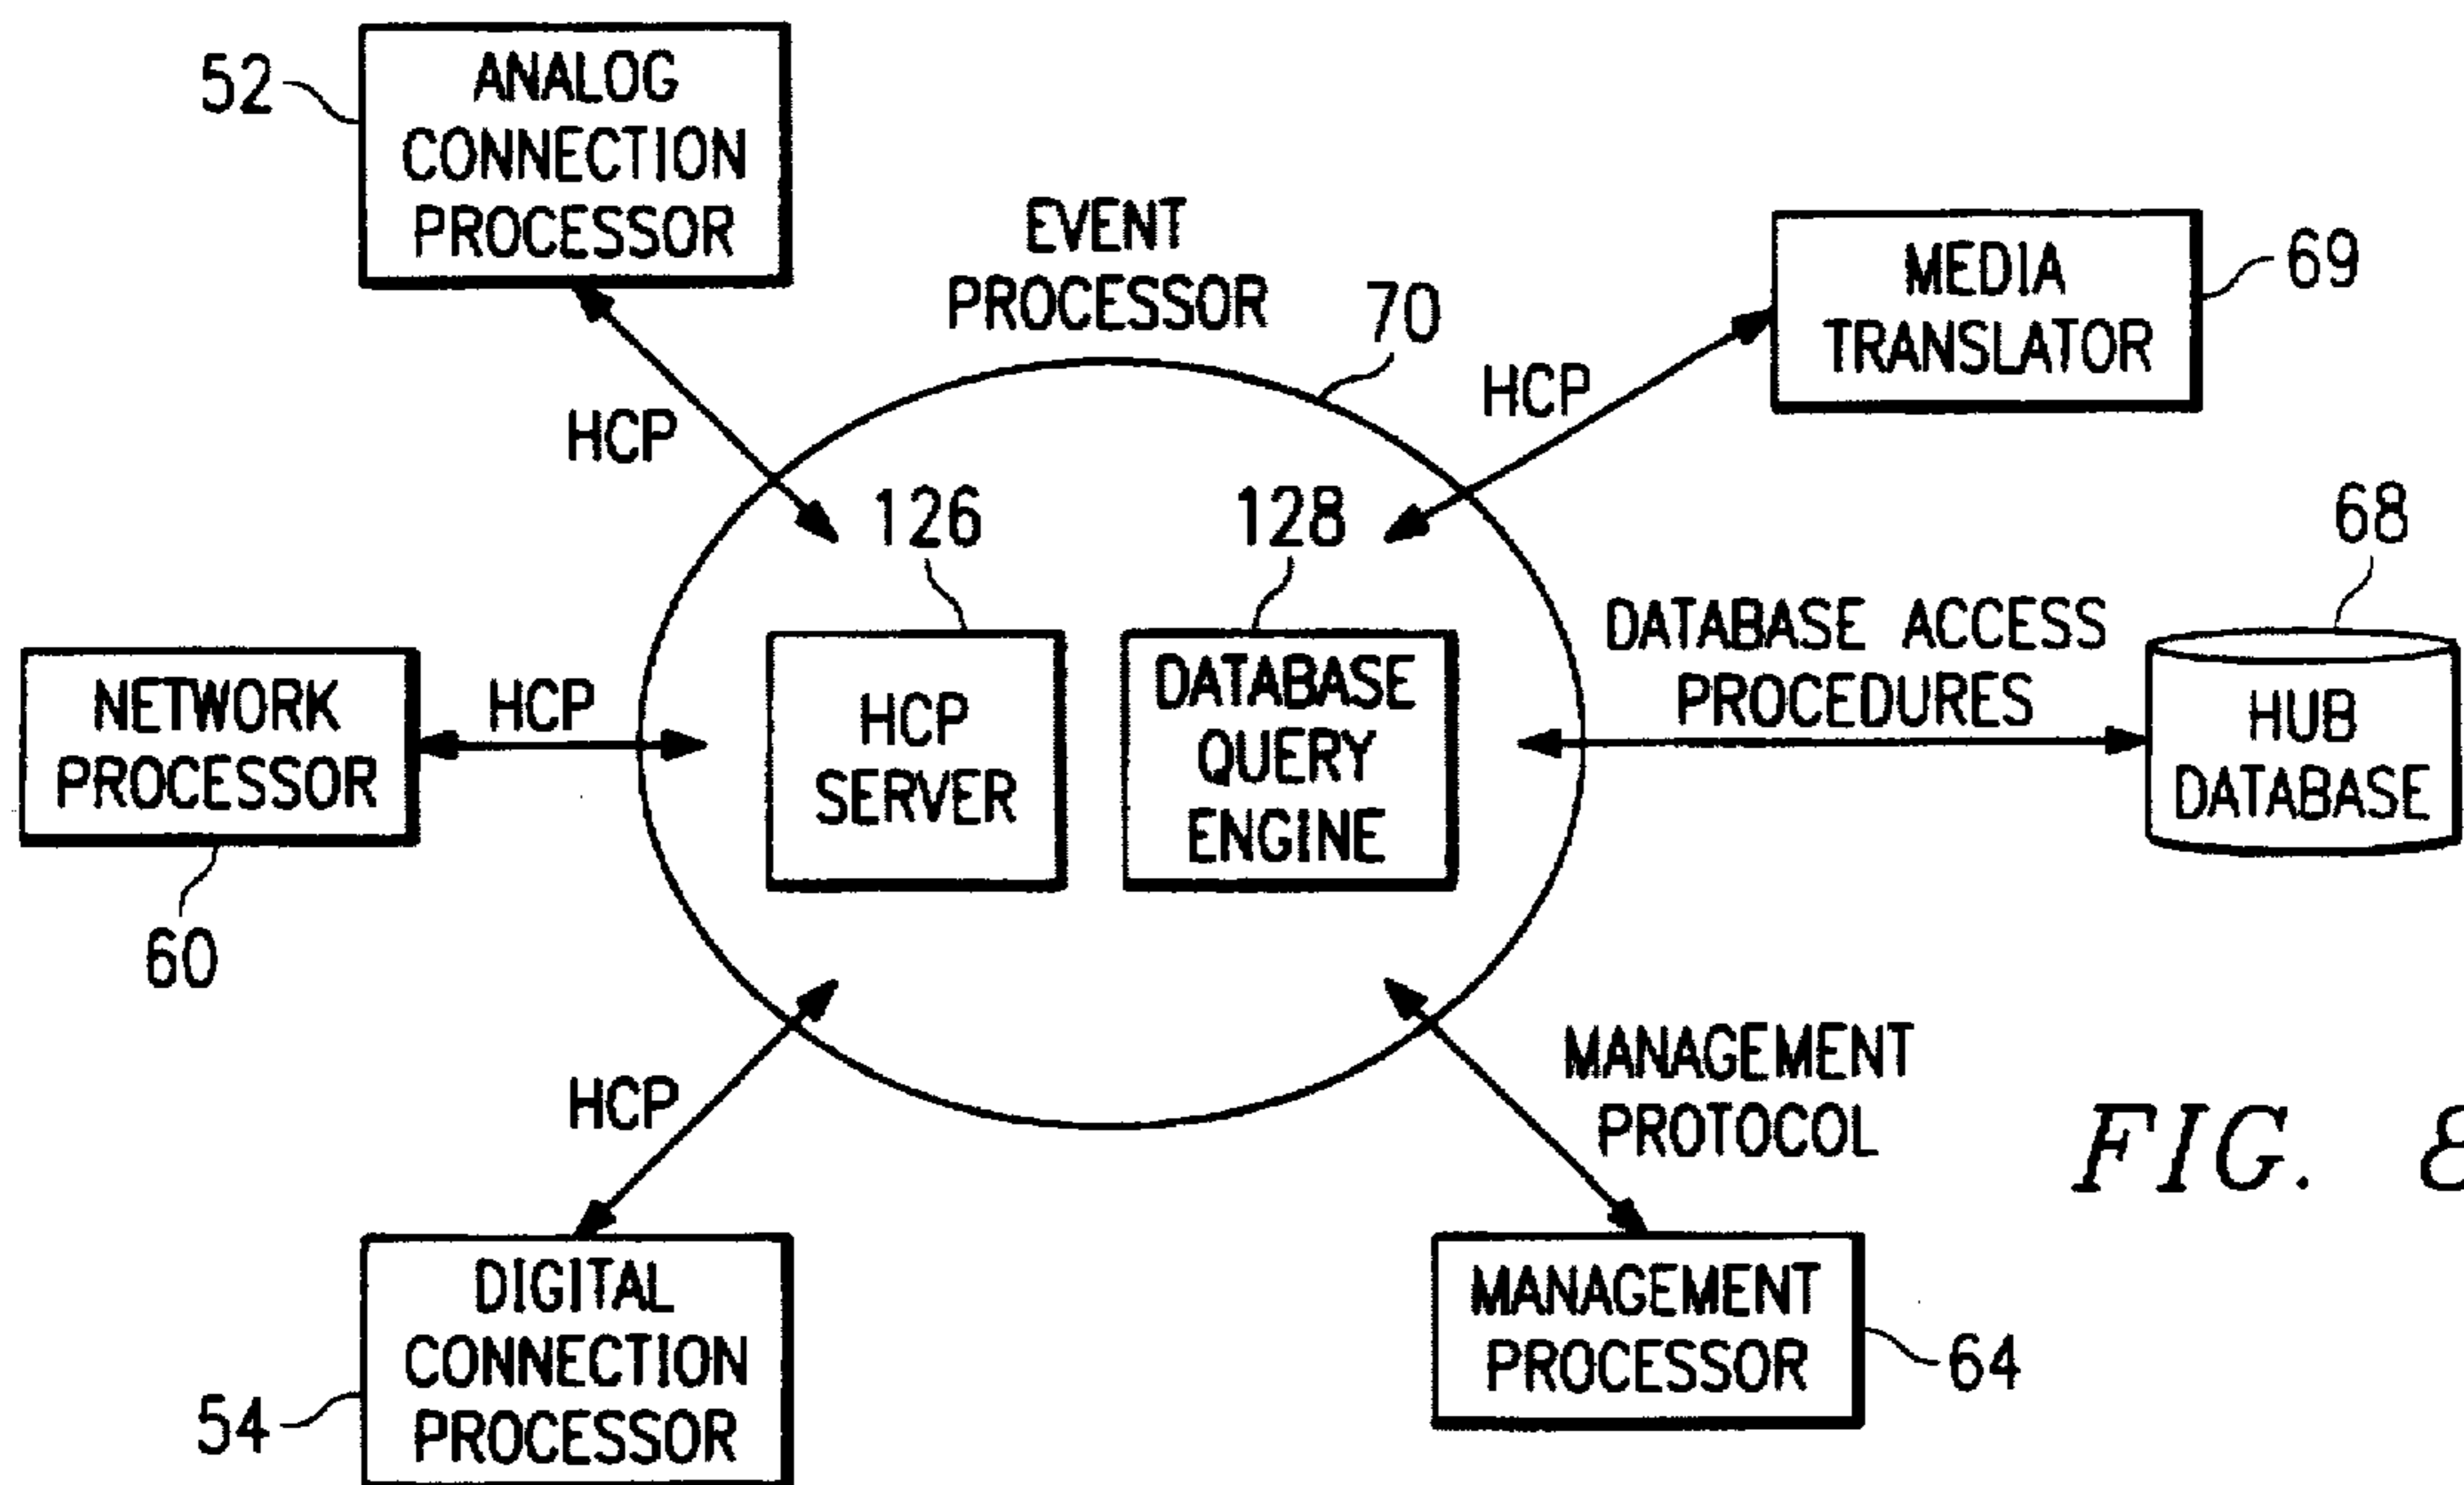 52
ANALOG
CONNECTION
PROCESSOR
EVENT
PROCESSOR
70
MEDIA
TRANSLATOR
69
HCP
HCP
126
128
68
DATABASE ACCESS
PROCEDURES
NETWORK
PROCESSOR
60
HCP
HCP
SERVER
DATABASE
QUERY
ENGINE
HUB
DATABASE
HCP
MANAGEMENT
PROTOCOL
FIG. 8
DIGITAL
CONNECTION
PROCESSOR
54
MANAGEMENT
PROCESSOR
64